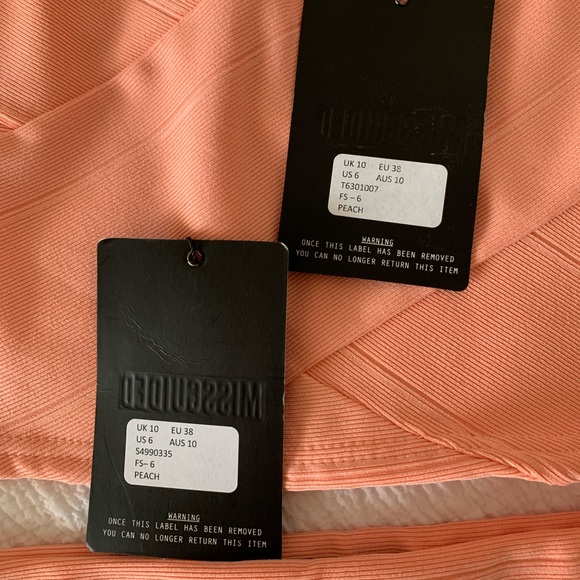 UK 10 EU 38
US 6 AUS 10
T6301007
FS – 6
PEACH
WARNING
ONCE THIS LABEL HAS BEEN REMOVED
YOU CAN NO LONGER RETURN THIS ITEM
MISSGUIDED
UK 10 EU 38
US 6 AUS 10
S4990335
FS– 6
PEACH
WARNING
ONCE THIS LABEL HAS BEEN REMOVED
YOU CAN NO LONGER RETURN THIS ITEM